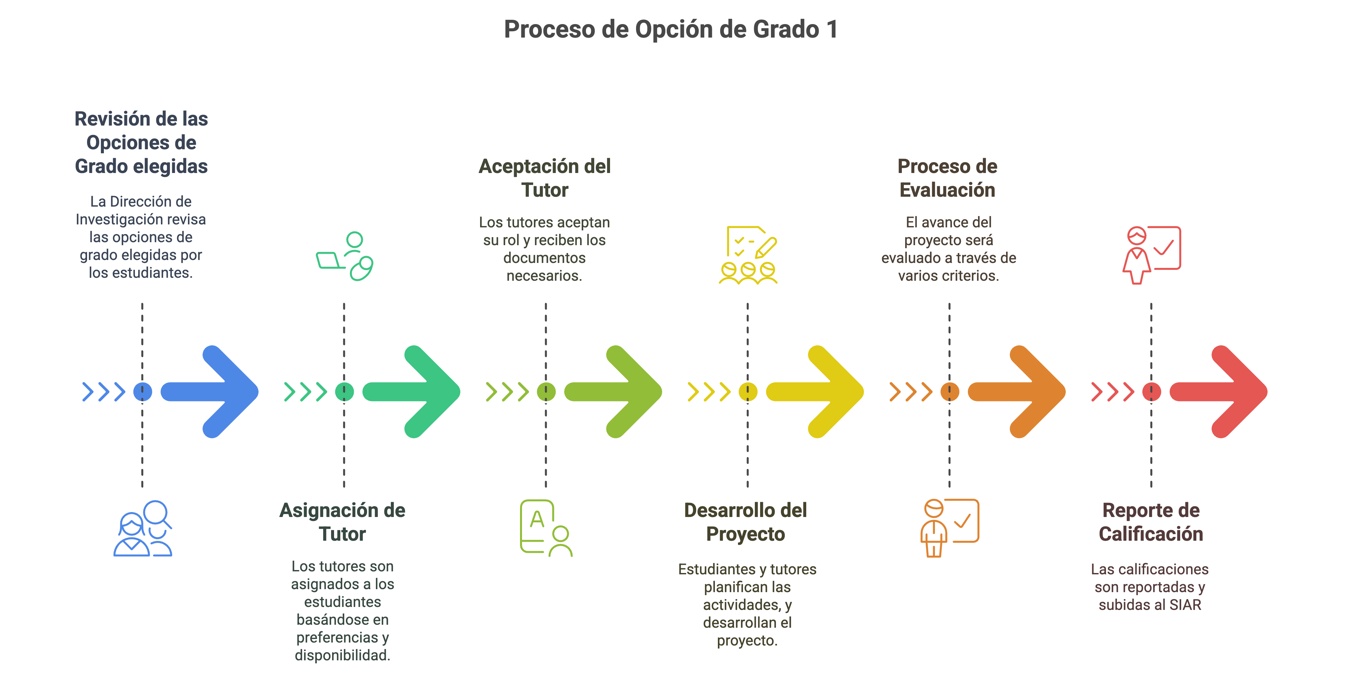 Proceso de Opción de Grado 1
Revisión de las
Opciones de
Grado elegidas
La Dirección de
Investigación revisa
las opciones de
grado elegidas por
los estudiantes.
Asignación de
Tutor
Los tutores son
asignados a los
estudiantes
basándose en
preferencias y
disponibilidad.
Aceptación del
Tutor
Los tutores aceptan
su rol y reciben los
documentos
necesarios.
A
Desarrollo del
Proyecto
Estudiantes y tutores
planifican las
actividades, y
desarrollan el
proyecto.
Proceso de
Evaluación
El avance del
proyecto será
evaluado a través de
varios criterios.
Reporte de
Calificación
Las calificaciones
son reportadas y
subidas al SIAR